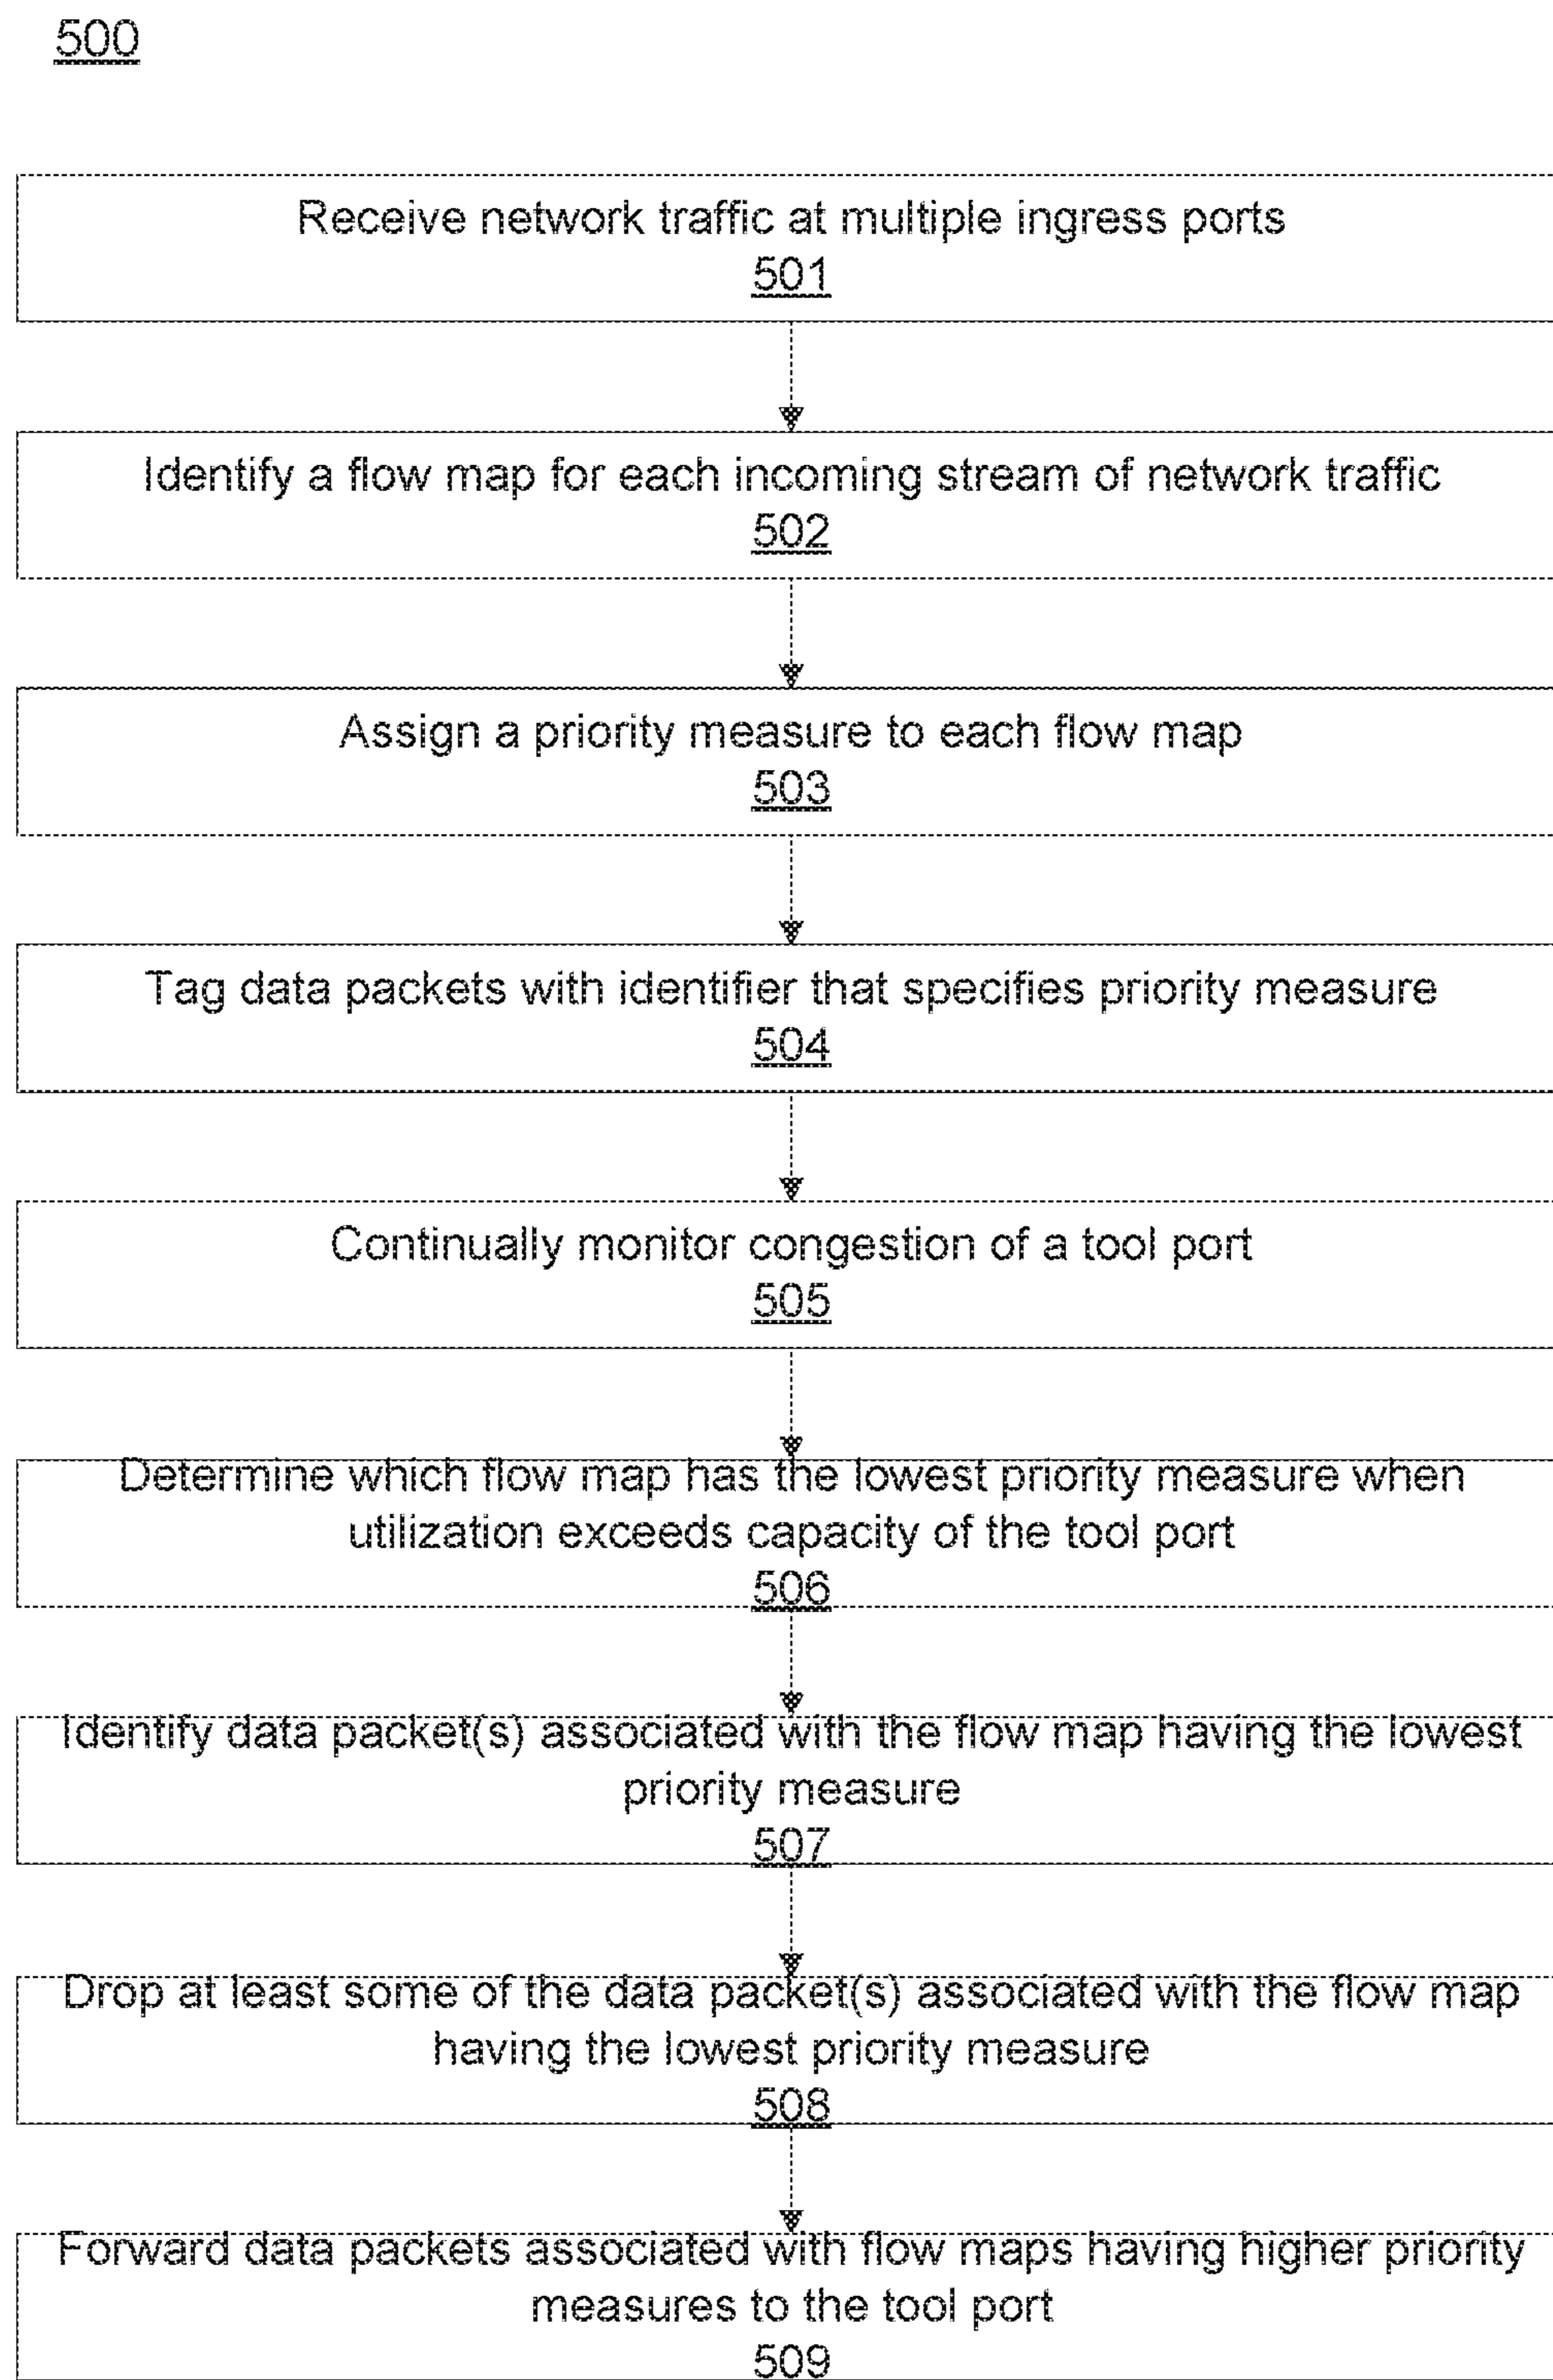 500
Receive network traffic at multiple ingress ports
501
Identify a flow map for each incoming stream of network traffic
502
Assign a priority measure to each flow map
503
Tag data packets with identifier that specifies priority measure
504
Continually monitor congestion of a tool port
505
Determine which flow map has the lowest priority measure when
utilization exceeds capacity of the tool port
506
Identify data packet(s) associated with the flow map having the lowest
priority measure
507
Drop at least some of the data packet(s) associated with the flow map
having the lowest priority measure
508
Forward data packets associated with flow maps having higher priority
measures to the tool port
509